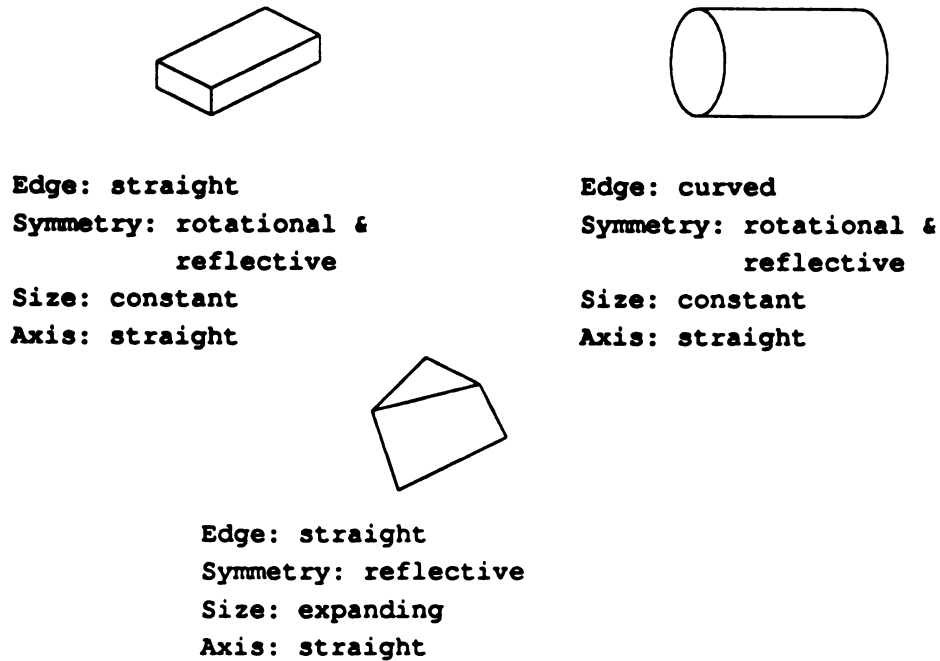 Edge: straight
Symmetry: rotational &
reflective
Size: constant
Axis: straight
Edge: curved
Symmetry: rotational &
reflective
Size: constant
Axis: straight
Edge: straight
Symmetry: reflective
Size: expanding
Axis: straight